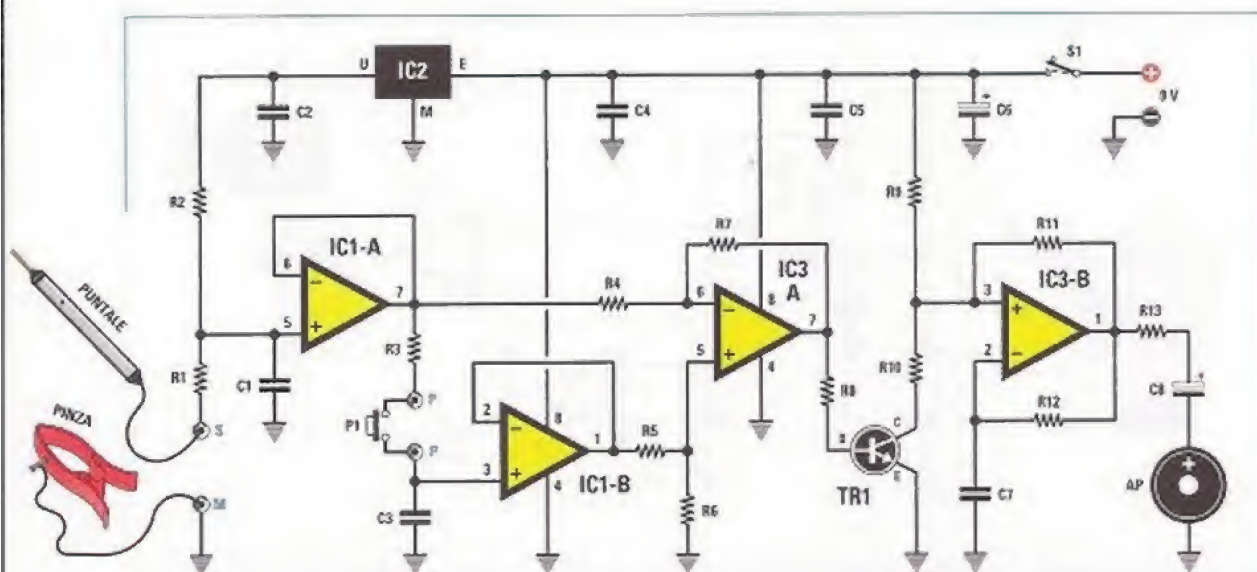 U IC2 E
M
C2
C4
C5
+ C6
S1
+
9 V
R2
R9
IC1-A
6 −
7
5 +
R7
R4
IC3
A
6 −
8
7
5 +
4
R11
IC3-B
3 +
1
2 −
R13
PUNTALE
R1
C1
R3
P
P1
P
R10
R8
R12
+
C8
PINZA
S
2 −
8
1
3 +
4
IC1-B
R5
B
C
E
TR1
M
C3
R6
C7
+
AP